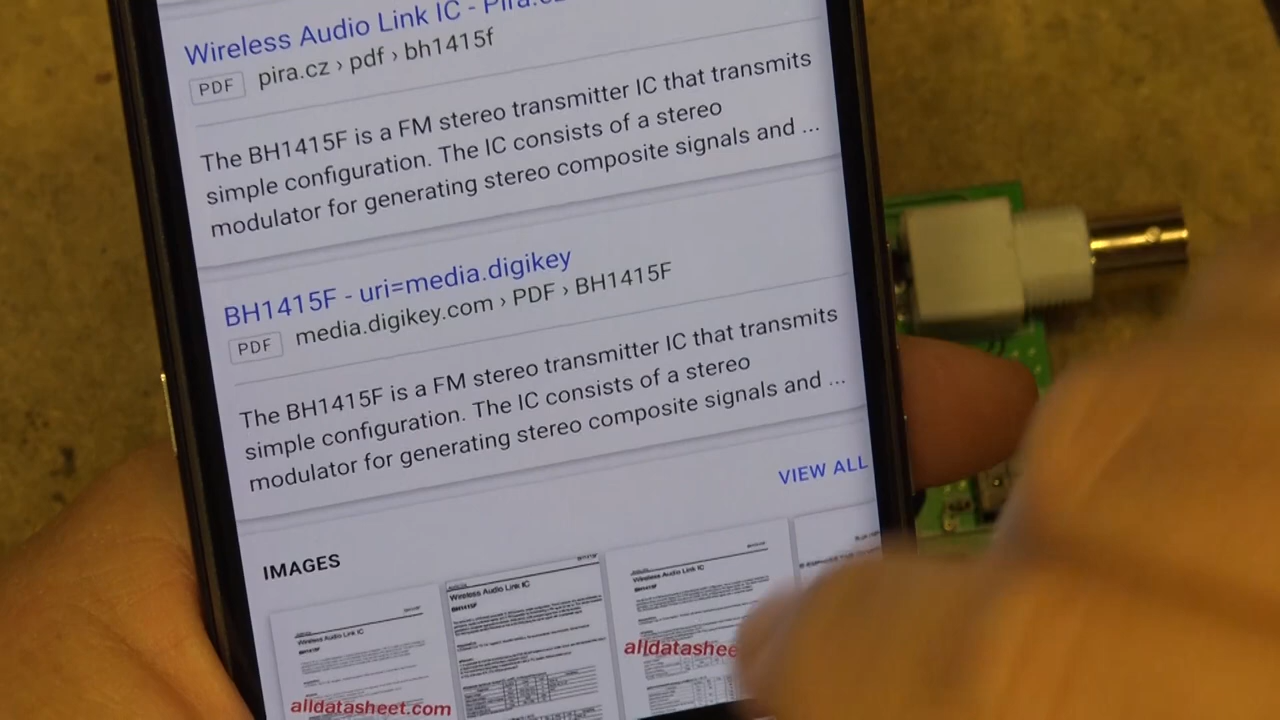 Wireless Audio Link IC - Pira.c
PDF pira.cz › pdf › bh1415f
The BH1415F is a FM stereo transmitter IC that transmits
simple configuration. The IC consists of a stereo
modulator for generating stereo composite signals and ...
BH1415F - uri=media.digikey
PDF media.digikey.com › PDF › BH1415F
The BH1415F is a FM stereo transmitter IC that transmits
simple configuration. The IC consists of a stereo
modulator for generating stereo composite signals and ...
VIEW ALL
IMAGES
Wireless Audio Link IC
BH1415F
alldatasheet.com
Wireless Audio Link IC
BH1415F
Wireless Audio Link IC
BH1415F
alldatashee